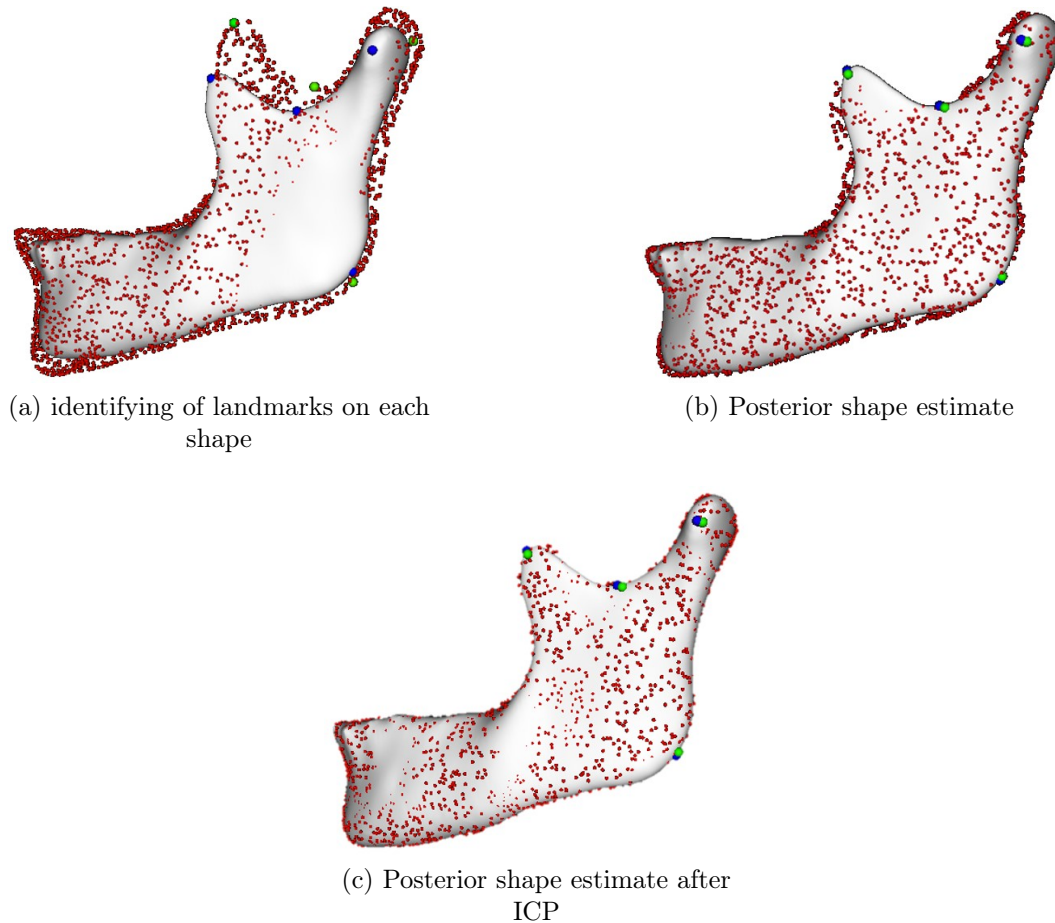 (a) identifying of landmarks on each
shape
(b) Posterior shape estimate
(c) Posterior shape estimate after
ICP